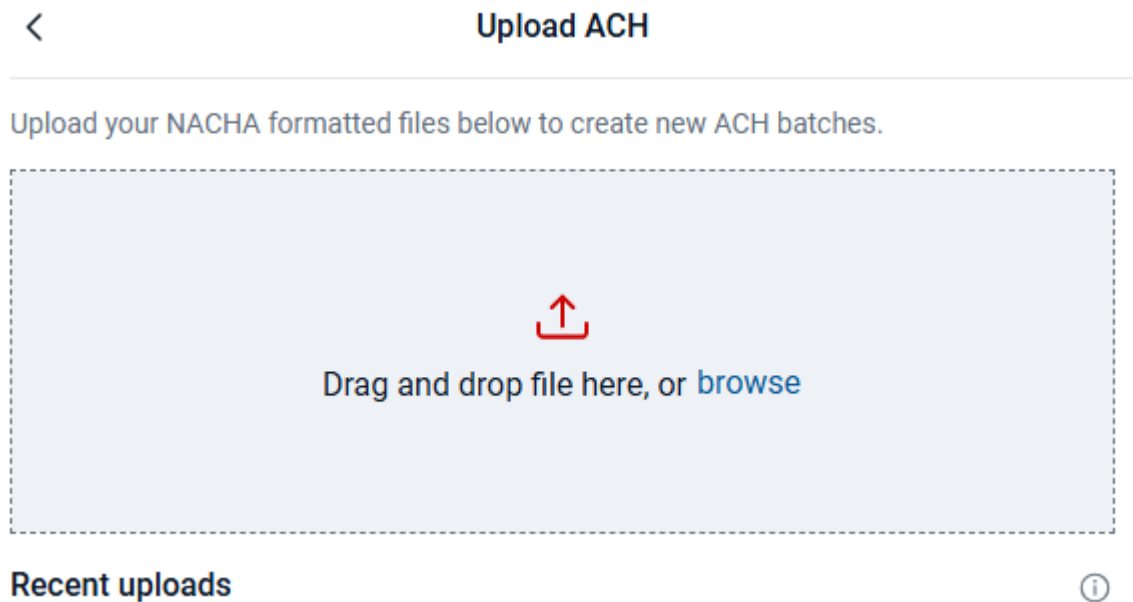 Upload ACH
Upload your NACHA formatted files below to create new ACH batches.
Drag and drop file here, or browse
Recent uploads